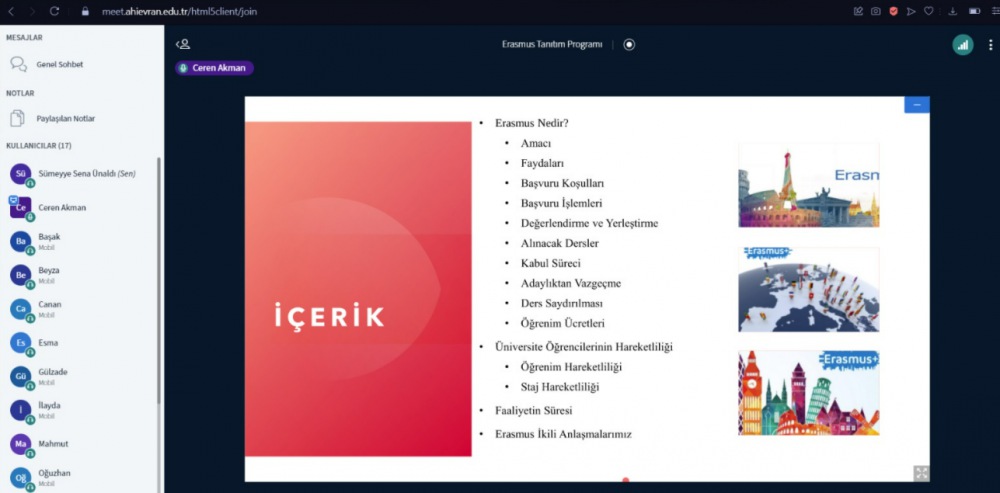 meet.ahievran.edu.tr/html5client/join
MESAJLAR
Genel Sohbet
NOTLAR
Paylaşılan Notlar
KULLANICILAR (17)
Sü
Sümeyye Sena Ünaldı (Sen)
Ce
Ceren Akman
Ba
Başak
Mobil
Be
Beyza
Mobil
Ca
Canan
Mobil
Es
Esma
Gü
Gülzade
Mobil
İ
İlayda
Mobil
Ma
Mahmut
Oğ
Oğuzhan
Mobil
Erasmus Tanıtım Programı
Ceren Akman
İÇERİK
• Erasmus Nedir?
• Amacı
• Faydaları
• Başvuru Koşulları
• Başvuru İşlemleri
• Değerlendirme ve Yerleştirme
• Alınacak Dersler
• Kabul Süreci
• Adaylıktan Vazgeçme
• Ders Saydırılması
• Öğrenim Ücretleri
• Üniversite Öğrencilerinin Hareketliliği
• Öğrenim Hareketliliği
• Staj Hareketliliği
• Faaliyetin Süresi
• Erasmus İkili Anlaşmalarımız
Erasm
Erasmus+
Erasmus+